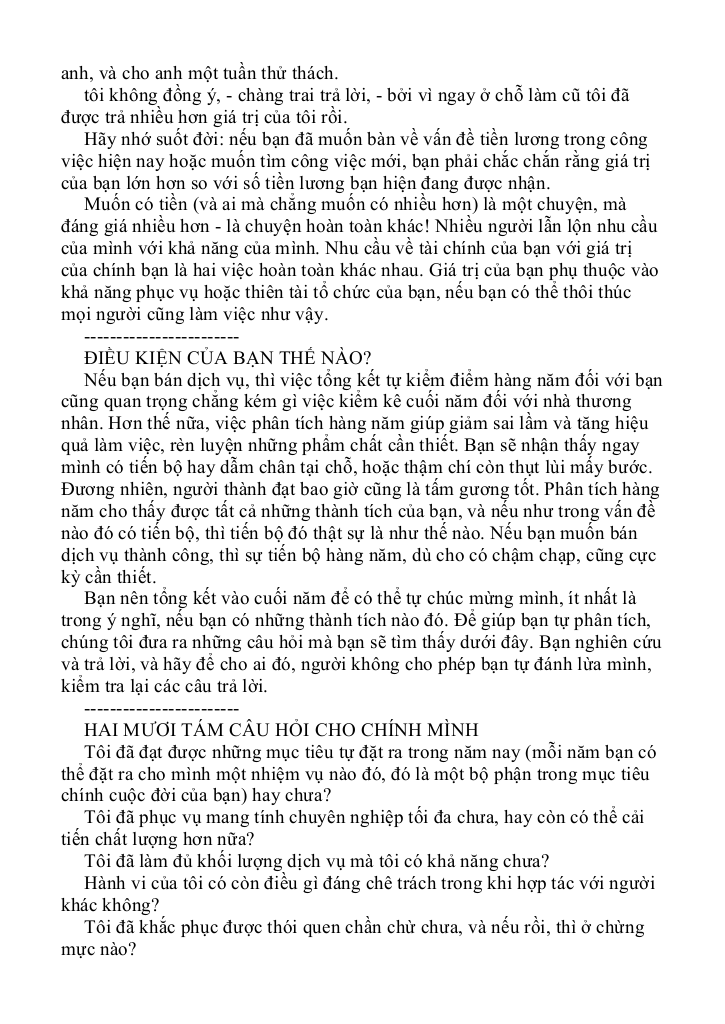 anh, và cho anh một tuần thử thách.
tôi không đồng ý, - chàng trai trả lời, - bởi vì ngay ở chỗ làm cũ tôi đã
được trả nhiều hơn giá trị của tôi rồi.
Hãy nhớ suốt đời: nếu bạn đã muốn bàn về vấn đề tiền lương trong công
việc hiện nay hoặc muốn tìm công việc mới, bạn phải chắc chắn rằng giá trị
của bạn lớn hơn so với số tiền lương bạn hiện đang được nhận.
Muốn có tiền (và ai mà chẳng muốn có nhiều hơn) là một chuyện, mà
đáng giá nhiều hơn - là chuyện hoàn toàn khác! Nhiều người lẫn lộn nhu cầu
của mình với khả năng của mình. Nhu cầu về tài chính của bạn với giá trị
của chính bạn là hai việc hoàn toàn khác nhau. Giá trị của bạn phụ thuộc vào
khả năng phục vụ hoặc thiên tài tổ chức của bạn, nếu bạn có thể thôi thúc
mọi người cũng làm việc như vậy.
------------------------
ĐIỀU KIỆN CỦA BẠN THẾ NÀO?
Nếu bạn bán dịch vụ, thì việc tổng kết tự kiểm điểm hàng năm đối với bạn
cũng quan trọng chẳng kém gì việc kiểm kê cuối năm đối với nhà thương
nhân. Hơn thế nữa, việc phân tích hàng năm giúp giảm sai lầm và tăng hiệu
quả làm việc, rèn luyện những phẩm chất cần thiết. Bạn sẽ nhận thấy ngay
mình có tiến bộ hay dẫm chân tại chỗ, hoặc thậm chí còn thụt lùi mấy bước.
Đương nhiên, người thành đạt bao giờ cũng là tấm gương tốt. Phân tích hàng
năm cho thấy được tất cả những thành tích của bạn, và nếu như trong vấn đề
nào đó có tiến bộ, thì tiến bộ đó thật sự là như thế nào. Nếu bạn muốn bán
dịch vụ thành công, thì sự tiến bộ hàng năm, dù cho có chậm chạp, cũng cực
kỳ cần thiết.
Bạn nên tổng kết vào cuối năm để có thể tự chúc mừng mình, ít nhất là
trong ý nghĩ, nếu bạn có những thành tích nào đó. Để giúp bạn tự phân tích,
chúng tôi đưa ra những câu hỏi mà bạn sẽ tìm thấy dưới đây. Bạn nghiên cứu
và trả lời, và hãy để cho ai đó, người không cho phép bạn tự đánh lừa mình,
kiểm tra lại các câu trả lời.
------------------------
HAI MƯƠI TÁM CÂU HỎI CHO CHÍNH MÌNH
Tôi đã đạt được những mục tiêu tự đặt ra trong năm nay (mỗi năm bạn có
thể đặt ra cho mình một nhiệm vụ nào đó, đó là một bộ phận trong mục tiêu
chính cuộc đời của bạn) hay chưa?
Tôi đã phục vụ mang tính chuyên nghiệp tối đa chưa, hay còn có thể cải
tiến chất lượng hơn nữa?
Tôi đã làm đủ khối lượng dịch vụ mà tôi có khả năng chưa?
Hành vi của tôi có còn điều gì đáng chê trách trong khi hợp tác với người
khác không?
Tôi đã khắc phục được thói quen chần chừ chưa, và nếu rồi, thì ở chừng
mực nào?